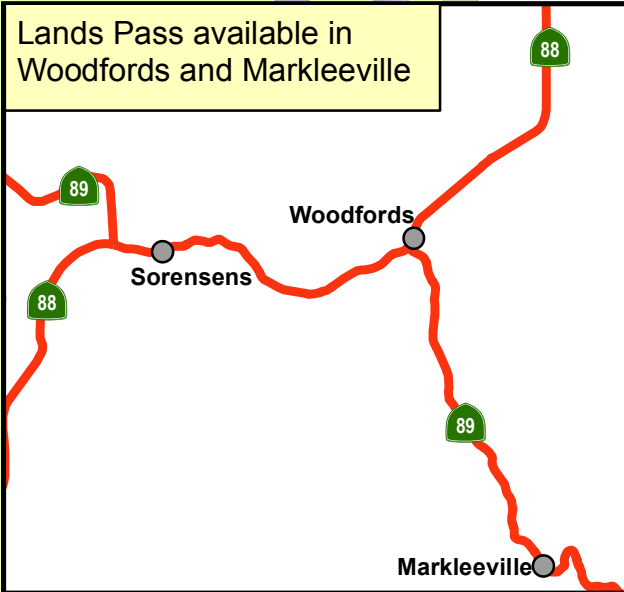 Lands Pass available in
Woodfords and Markleeville
88
89
Woodfords
Sorensens
88
89
Markleeville